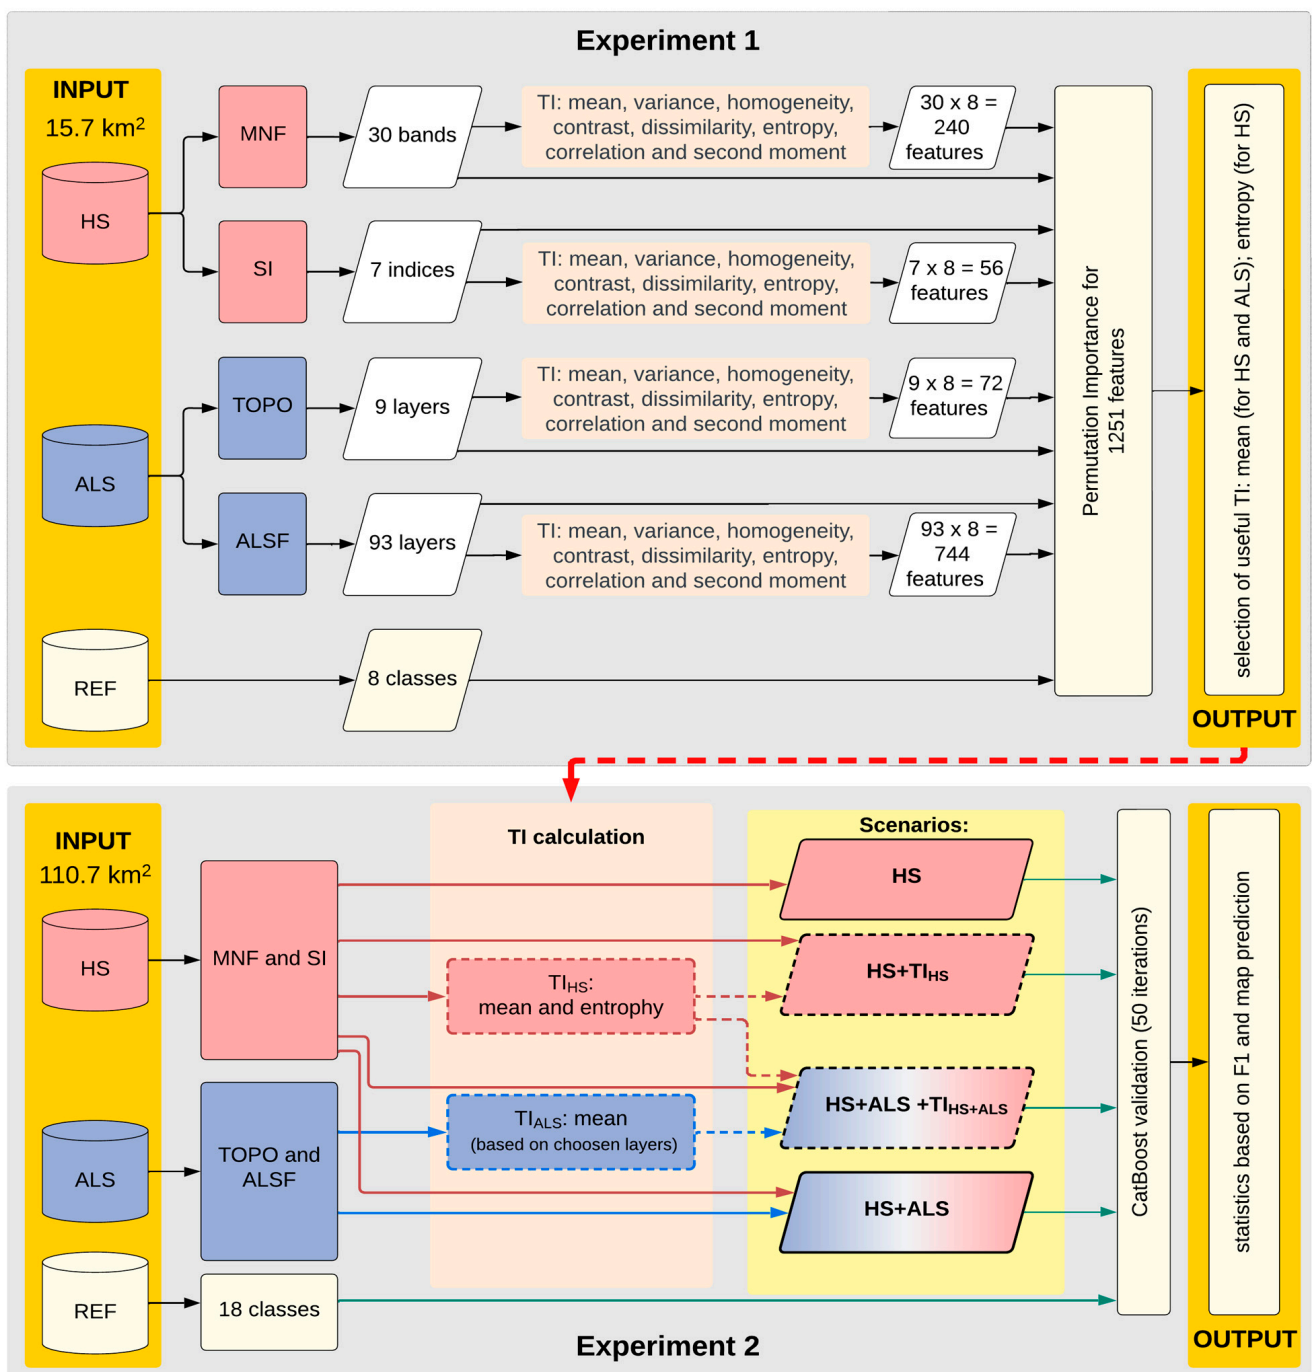 Experiment 1
INPUT
15.7 km²
HS
MNF
30 bands
TI: mean, variance, homogeneity,
contrast, dissimilarity, entropy,
correlation and second moment
30 x 8 =
240
features
SI
7 indices
TI: mean, variance, homogeneity,
contrast, dissimilarity, entropy,
correlation and second moment
7 x 8 = 56
features
ALS
TOPO
9 layers
TI: mean, variance, homogeneity,
contrast, dissimilarity, entropy,
correlation and second moment
9 x 8 = 72
features
ALSF
93 layers
TI: mean, variance, homogeneity,
contrast, dissimilarity, entropy,
correlation and second moment
93 x 8 =
744
features
REF
8 classes
Permutation Importance for
1251 features
selection of useful TI: mean (for HS and ALS); entropy (for HS)
OUTPUT
INPUT
110.7 km²
HS
MNF and SI
ALS
TOPO and
ALSF
REF
18 classes
TI calculation
TIHS:
mean and entrophy
TIALS: mean
(based on choosen layers)
Scenarios:
HS
HS+TIHS
HS+ALS +TIHS+ALS
HS+ALS
CatBoost validation (50 iterations)
statistics based on F1 and map prediction
OUTPUT
Experiment 2